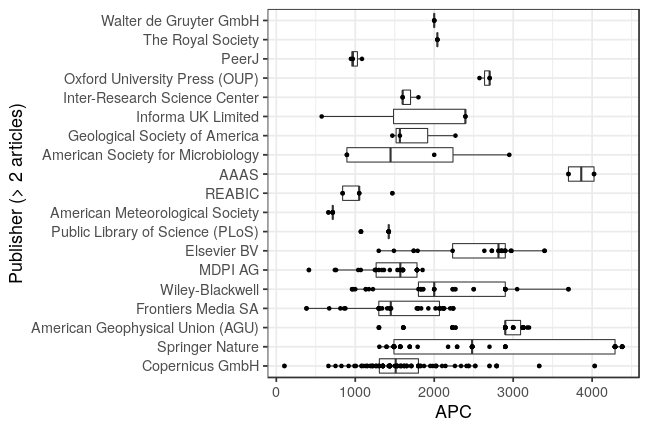 Walter de Gruyter GmbH
The Royal Society
PeerJ
Oxford University Press (OUP)
Inter-Research Science Center
Informa UK Limited
Geological Society of America
American Society for Microbiology
AAAS
REABIC
American Meteorological Society
Public Library of Science (PLoS)
Elsevier BV
MDPI AG
Wiley-Blackwell
Frontiers Media SA
American Geophysical Union (AGU)
Springer Nature
Copernicus GmbH
Publisher (> 2 articles)
0 1000 2000 3000 4000
APC